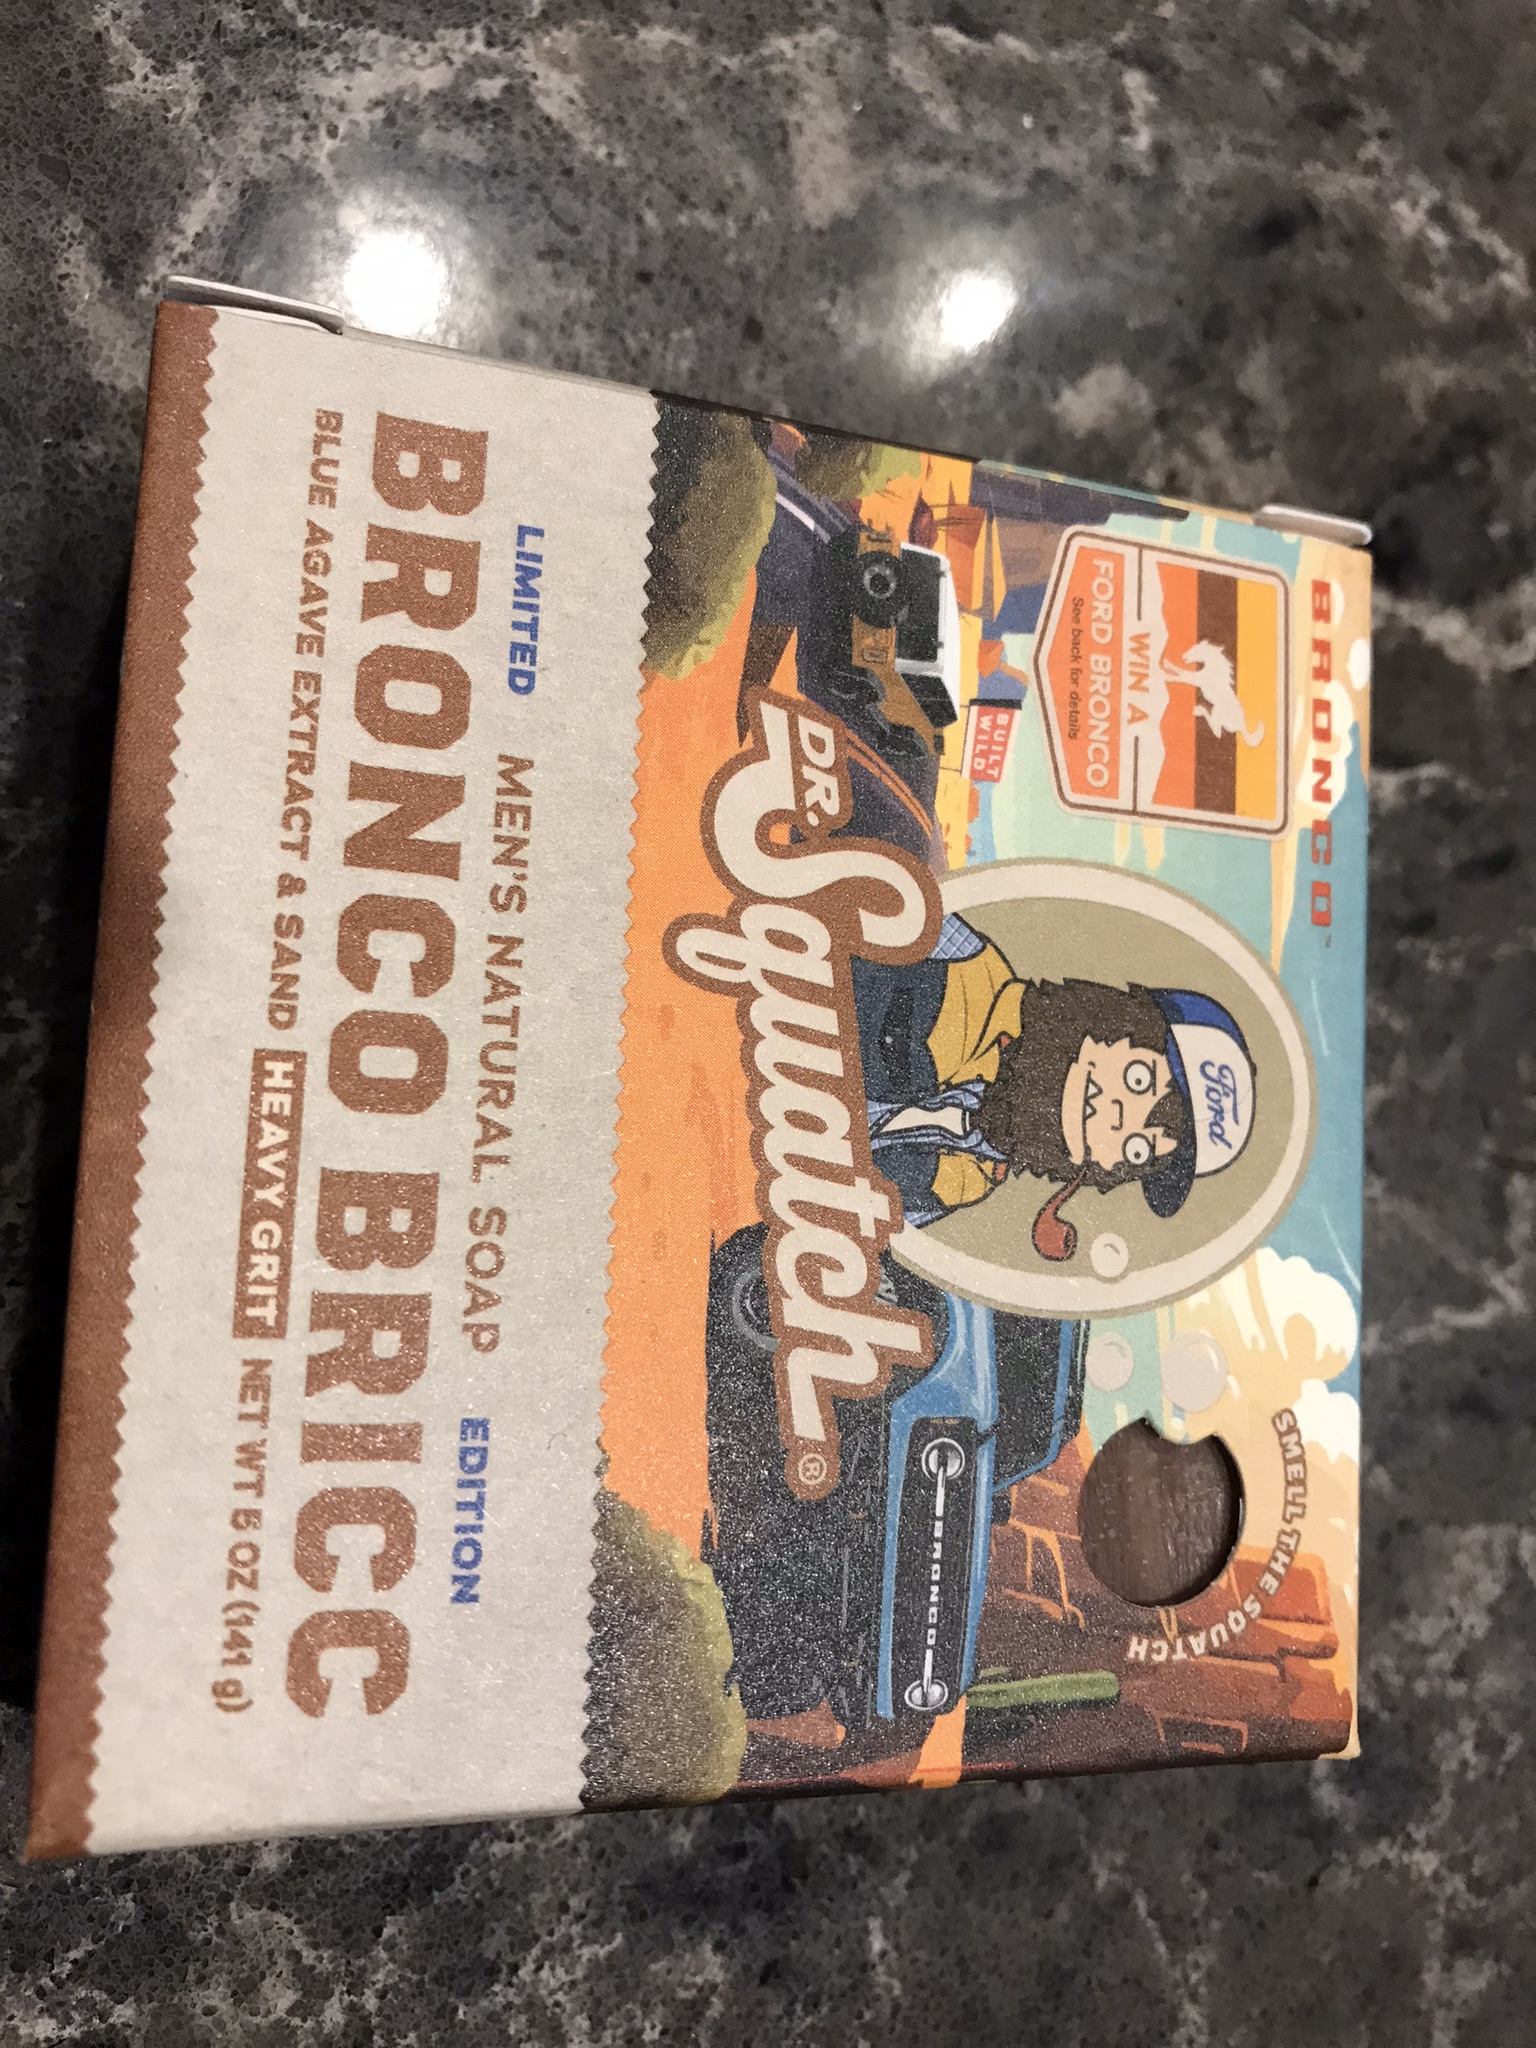 BRONCO™
WIN A
FORD BRONCO
See back for details
BUILT
WILD
Ford
SMELL THE SQUATCH
DR.
Squatch®
BRONCO
LIMITED MEN'S NATURAL SOAP EDITION
BRONCO BRICC
BLUE AGAVE EXTRACT & SAND HEAVY GRIT NET WT 5 OZ (141 g)